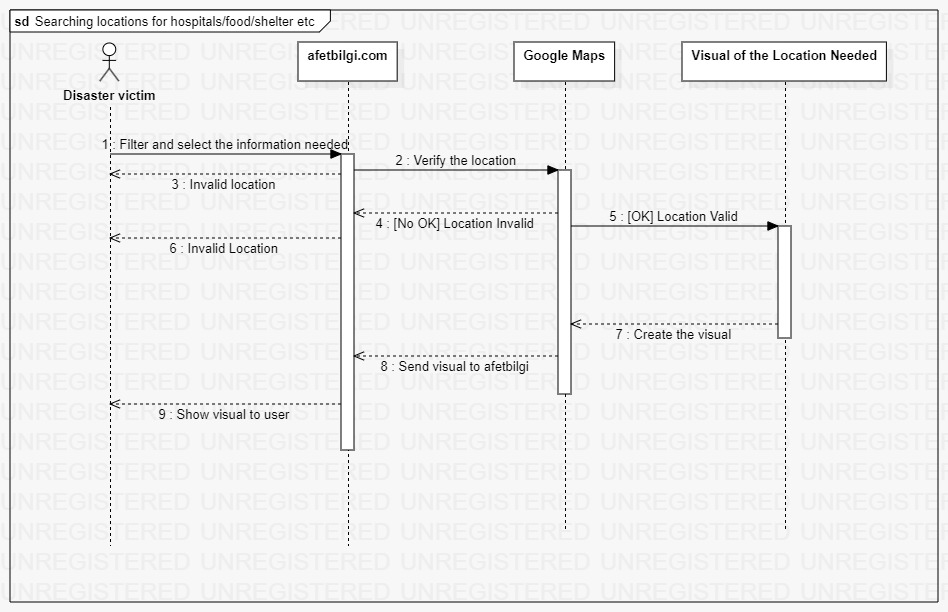 sd Searching locations for hospitals/food/shelter etc
afetbilgi.com
Google Maps
Visual of the Location Needed
Disaster victim
1 : Filter and select the information needed
2 : Verify the location
3 : Invalid location
4 : [No OK] Location Invalid
5 : [OK] Location Valid
6 : Invalid Location
7 : Create the visual
8 : Send visual to afetbilgi
9 : Show visual to user
UNREGISTERED